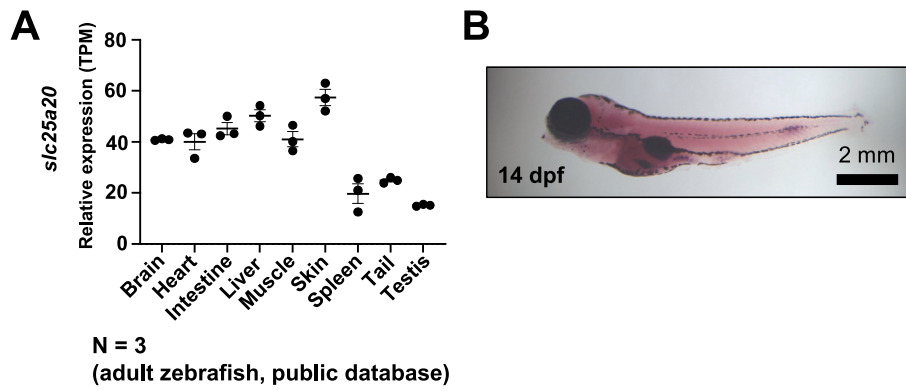 A
slc25a20
Relative expression (TPM)
80
60
40
20
0
Brain
Heart
Intestine
Liver
Muscle
Skin
Spleen
Tail
Testis
N = 3
(adult zebrafish, public database)
B
14 dpf
2 mm